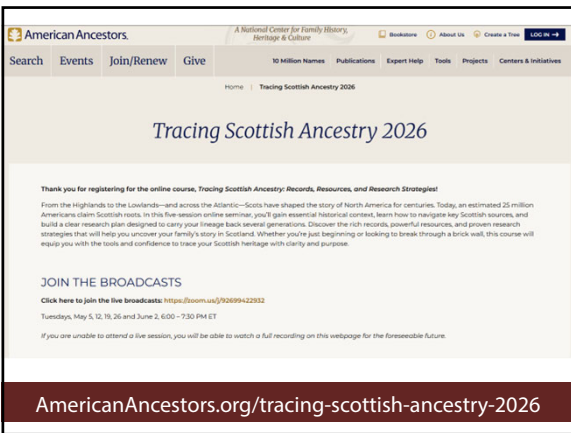 American Ancestors.
A National Center for Family History,
Heritage & Culture
Bookstore
About Us
Create a Tree
LOG IN
Search Events Join/Renew Give
10 Million Names Publications Expert Help Tools Projects Centers & Initiatives
Home | Tracing Scottish Ancestry 2026
Tracing Scottish Ancestry 2026
Thank you for registering for the online course, Tracing Scottish Ancestry: Records, Resources, and Research Strategies!
From the Highlands to the Lowlands—and across the Atlantic—Scots have shaped the story of North America for centuries. Today, an estimated 25 million
Americans claim Scottish roots. In this five-session online seminar, you'll gain essential historical context, learn how to navigate key Scottish sources, and
build a clear research plan designed to carry your lineage back several generations. Discover the rich records, powerful resources, and proven research
strategies that will help you uncover your family's story in Scotland. Whether you're just beginning or looking to break through a brick wall, this course will
equip you with the tools and confidence to trace your Scottish heritage with clarity and purpose.
JOIN THE BROADCASTS
Click here to join the live broadcasts: https://zoom.us/j/92699422932
Tuesdays, May 5, 12, 19, 26 and June 2, 6:00 – 7:30 PM ET
If you are unable to attend a live session, you will be able to watch a full recording on this webpage for the foreseeable future.
AmericanAncestors.org/tracing-scottish-ancestry-2026